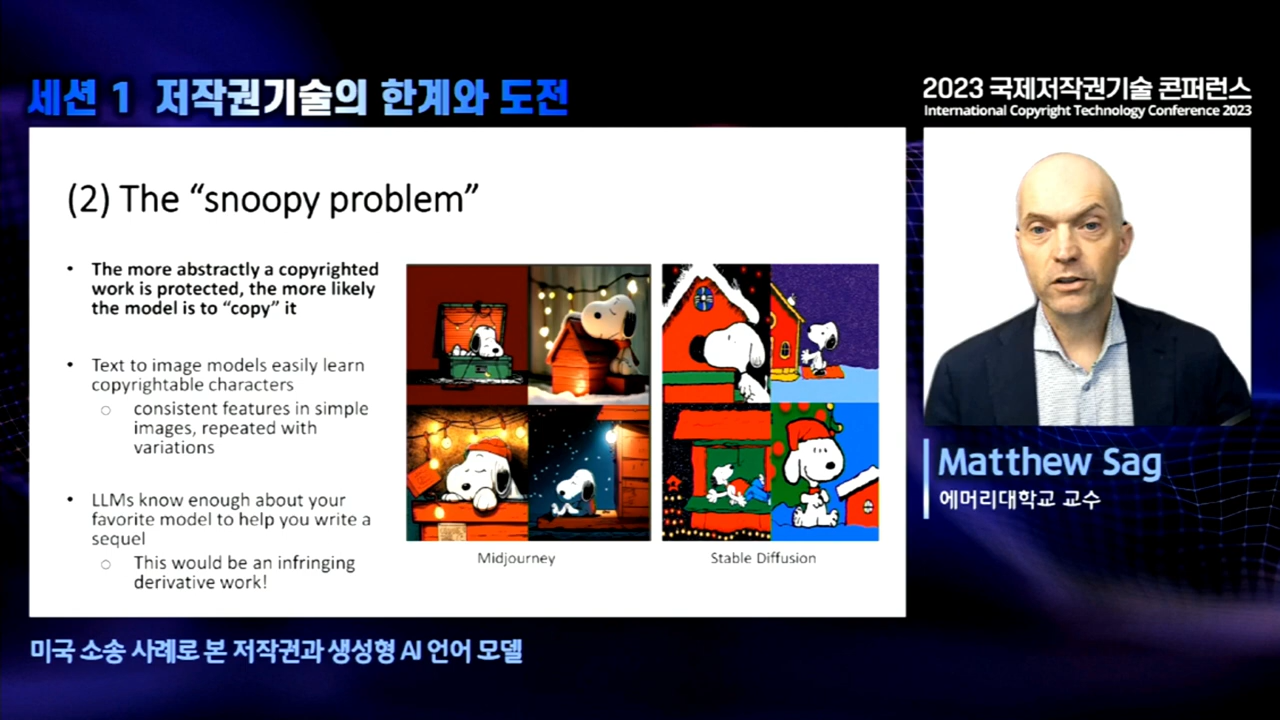 세션 1 저작권기술의 한계와 도전
2023 국제저작권기술 콘퍼런스
International Copyright Technology Conference 2023
(2) The “snoopy problem”
• The more abstractly a copyrighted
work is protected, the more likely
the model is to “copy” it
• Text to image models easily learn
copyrightable characters
○ consistent features in simple
images, repeated with
variations
• LLMs know enough about your
favorite model to help you write a
sequel
○ This would be an infringing
derivative work!
Midjourney
Stable Diffusion
Matthew Sag
에머리대학교 교수
미국 소송 사례로 본 저작권과 생성형 AI 언어 모델